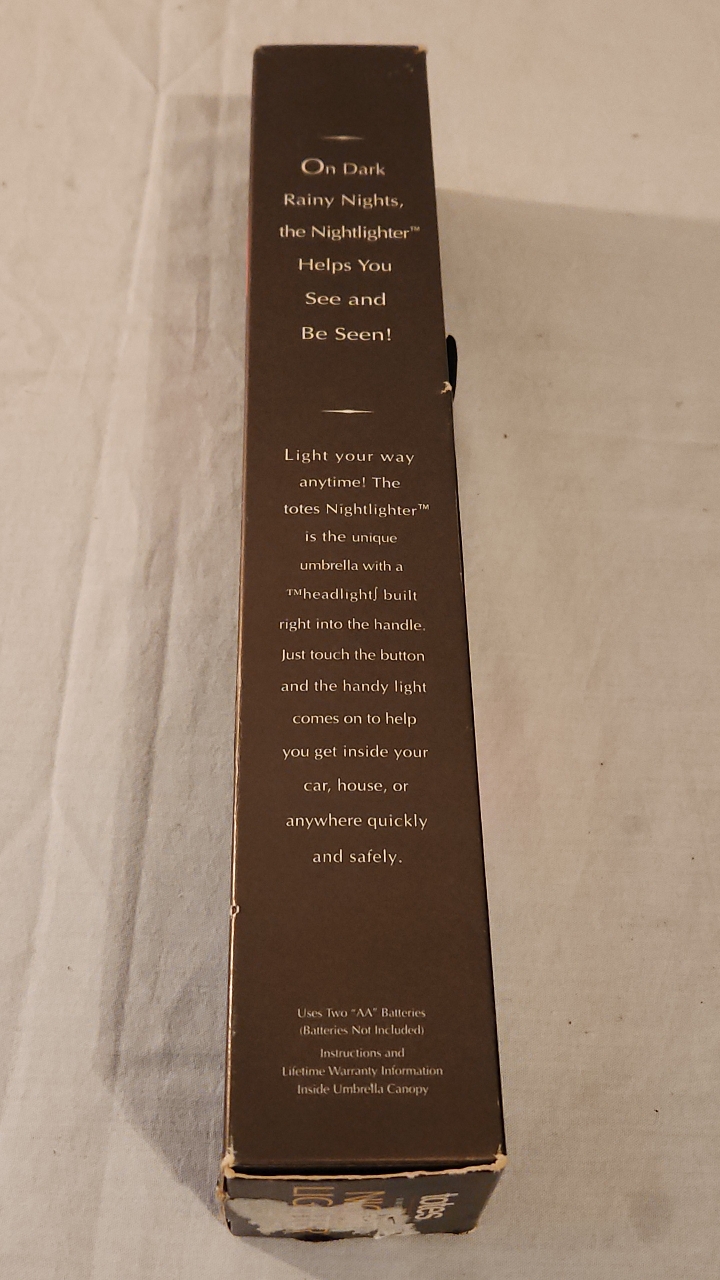 On Dark
Rainy Nights,
the Nightlighter™
Helps You
See and
Be Seen!
Light your way
anytime! The
totes Nightlighter™
is the unique
umbrella with a
™headlight∫ built
right into the handle.
Just touch the button
and the handy light
comes on to help
you get inside your
car, house, or
anywhere quickly
and safely.
Uses Two "AA" Batteries
(Batteries Not Included)
Instructions and
Lifetime Warranty Information
Inside Umbrella Canopy
totes